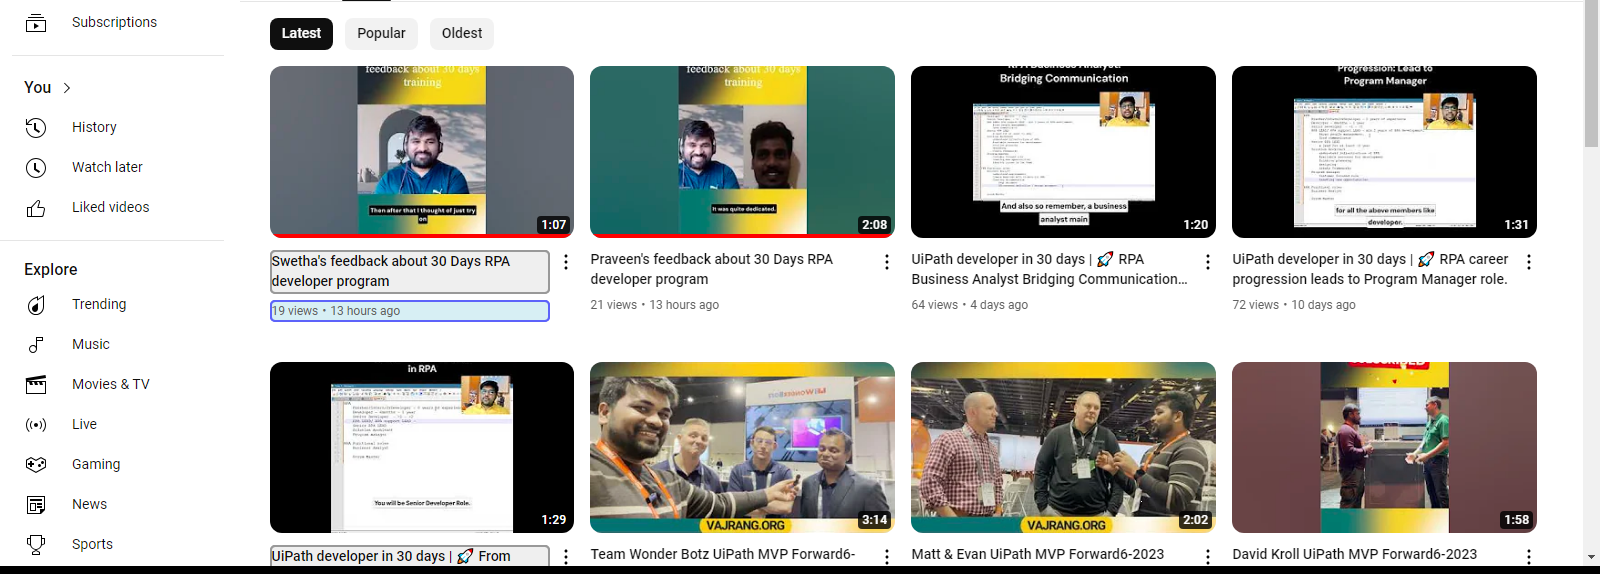 Subscriptions
You
History
Watch later
Liked videos
Explore
Trending
Music
Movies & TV
Live
Gaming
News
Sports
Latest
Popular
Oldest
feedback about 30 days
training
Then after that I thought of just try
on
1:07
Swetha's feedback about 30 Days RPA
developer program
19 views • 13 hours ago
feedback about 30 days
training
It was quite dedicated.
2:08
Praveen's feedback about 30 Days RPA
developer program
21 views • 13 hours ago
RPA Business Analyst:
Bridging Communication
And also so remember, a business
analyst main
1:20
UiPath developer in 30 days | 🚀 RPA
Business Analyst Bridging Communication...
64 views • 4 days ago
Progression: Lead to
Program Manager
for all the above members like
developer.
1:31
UiPath developer in 30 days | 🚀 RPA career
progression leads to Program Manager role.
72 views • 10 days ago
in RPA
You will be Senior Developer Role.
1:29
UiPath developer in 30 days | 🚀 From
VAJRANG.ORG
3:14
Team Wonder Botz UiPath MVP Forward6-
VAJRANG.ORG
2:02
Matt & Evan UiPath MVP Forward6-2023
SUBSCRIBED
1:58
David Kroll UiPath MVP Forward6-2023